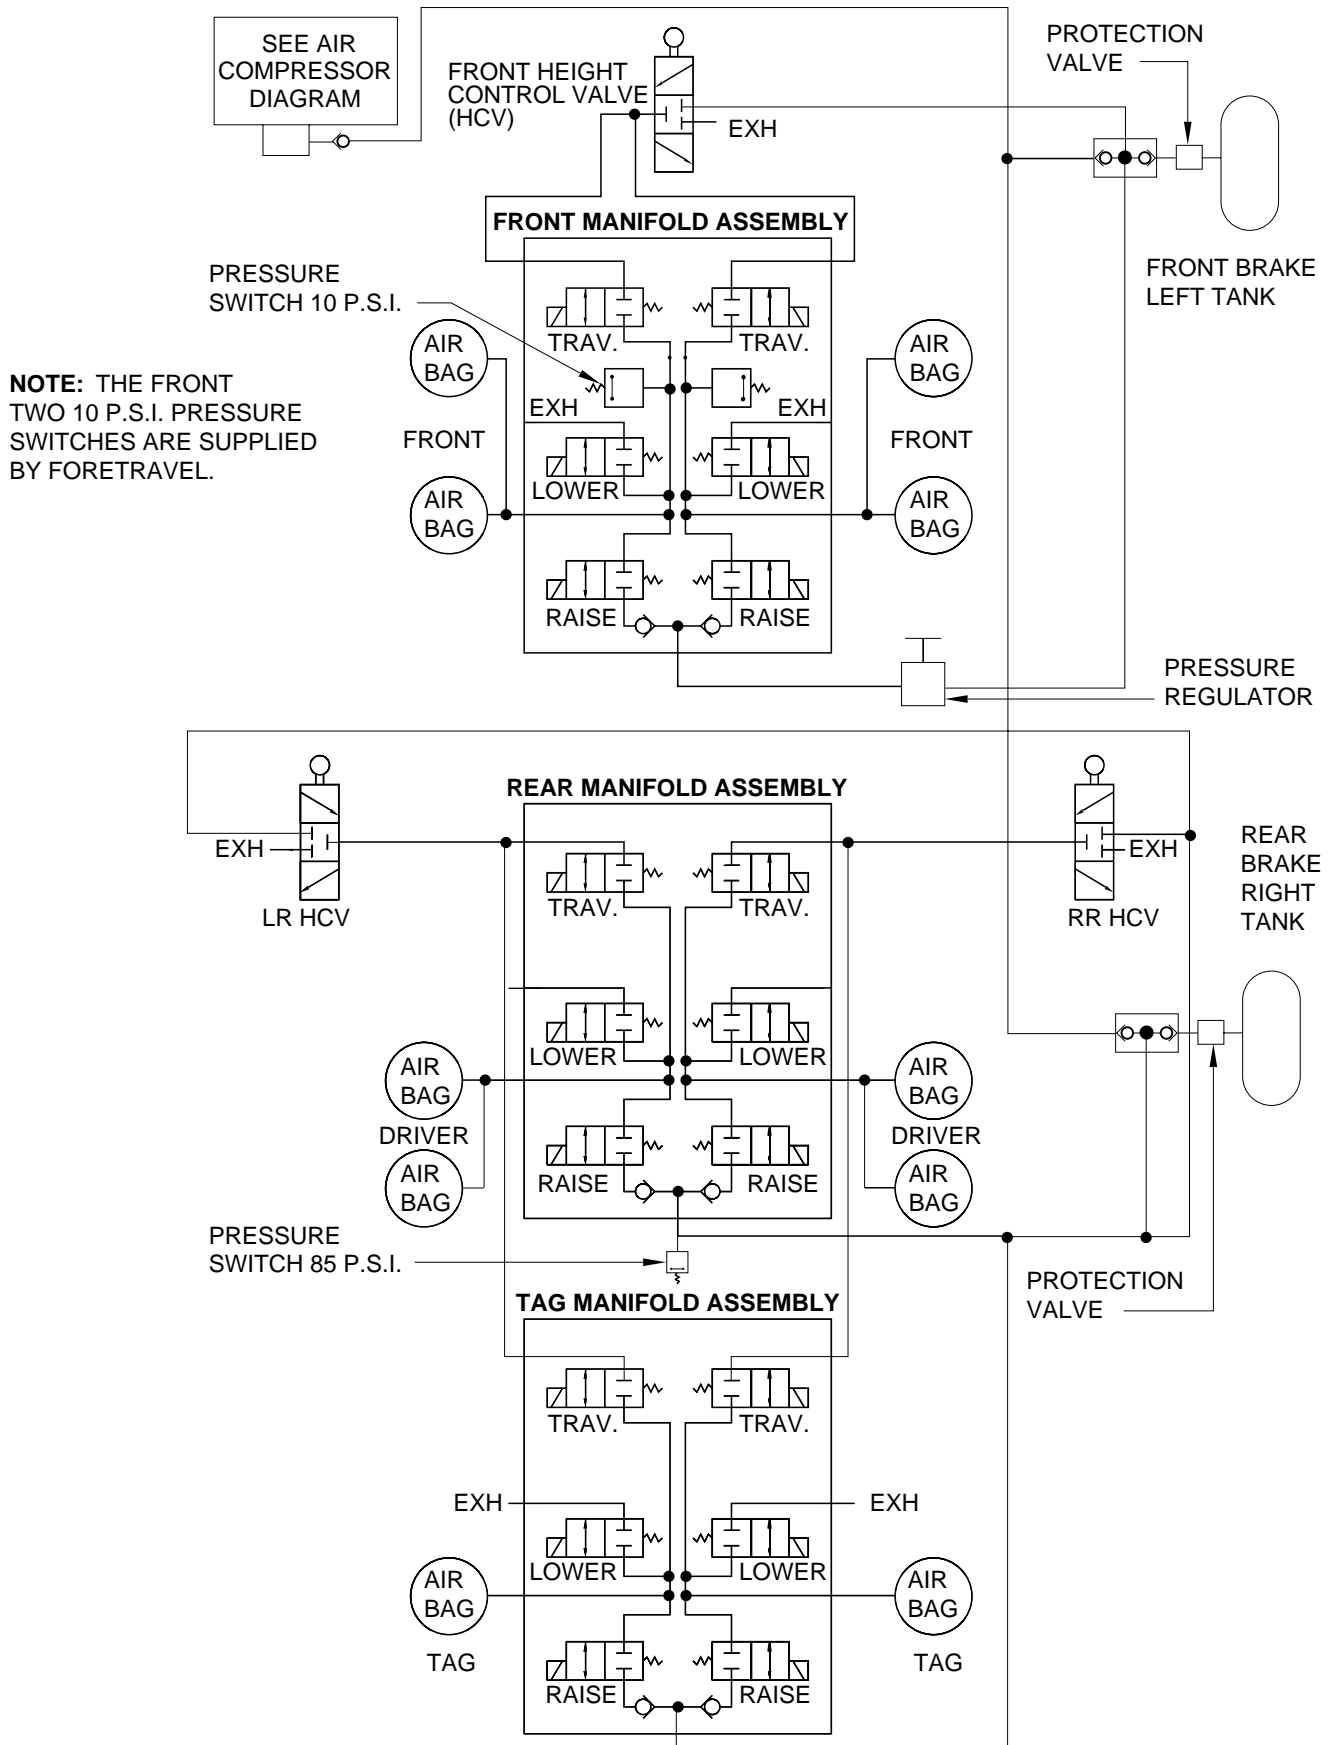 SEE AIR
COMPRESSOR
DIAGRAM
FRONT HEIGHT
CONTROL VALVE
(HCV)
EXH
PROTECTION
VALVE
FRONT MANIFOLD ASSEMBLY
FRONT BRAKE
LEFT TANK
PRESSURE
SWITCH 10 P.S.I.
TRAV.
TRAV.
AIR
BAG
AIR
BAG
NOTE: THE FRONT
TWO 10 P.S.I. PRESSURE
SWITCHES ARE SUPPLIED
BY FORETRAVEL.
EXH
EXH
FRONT
FRONT
LOWER
LOWER
AIR
BAG
AIR
BAG
RAISE
RAISE
PRESSURE
REGULATOR
REAR MANIFOLD ASSEMBLY
EXH
EXH
LR HCV
RR HCV
REAR
BRAKE
RIGHT
TANK
TRAV.
TRAV.
LOWER
LOWER
AIR
BAG
AIR
BAG
DRIVER
DRIVER
AIR
BAG
AIR
BAG
RAISE
RAISE
PRESSURE
SWITCH 85 P.S.I.
PROTECTION
VALVE
TAG MANIFOLD ASSEMBLY
TRAV.
TRAV.
EXH
EXH
LOWER
LOWER
AIR
BAG
AIR
BAG
TAG
TAG
RAISE
RAISE